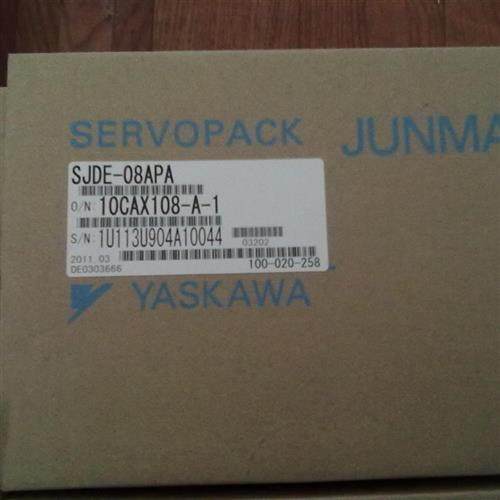 SERVOPACK JUNMA
SJDE-08APA
O/N: 10CAX108-A-1
S/N: 1U113U904A10044
03202
2011.03
DE0303666
100-020-258
YASKAWA